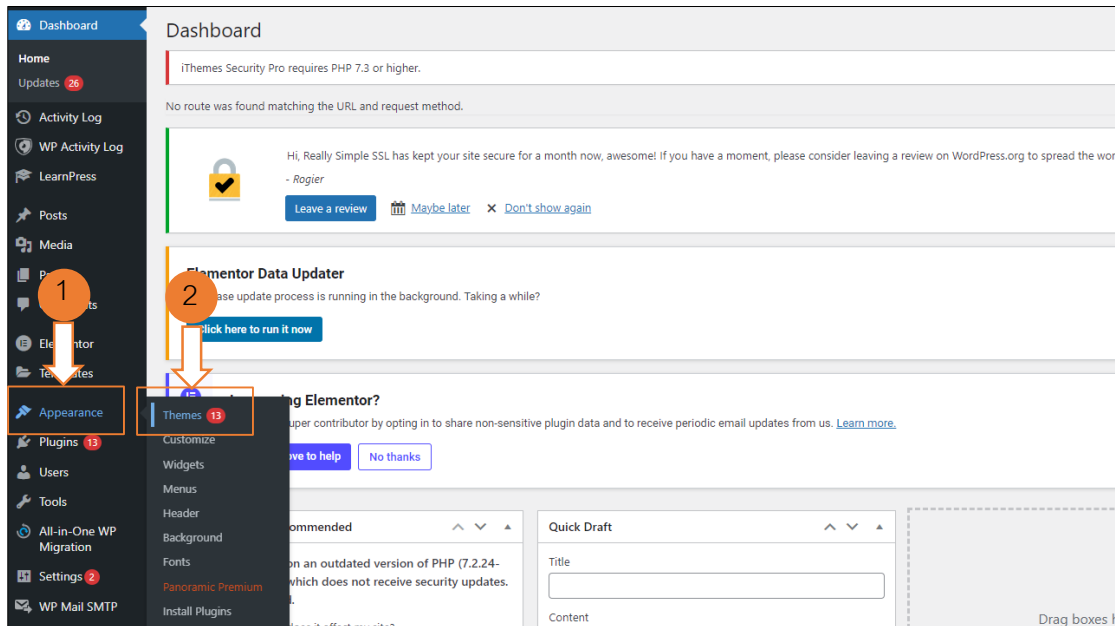 Dashboard
Home
Updates 26
Activity Log
WP Activity Log
LearnPress
Posts
Media
1
Elementor
Templates
Appearance
Plugins 13
Users
Tools
All-in-One WP
Migration
Settings 2
WP Mail SMTP
2
Themes 13
Customize
Widgets
Menus
Header
Background
Fonts
Panoramic Premium
Install Plugins
Dashboard
iThemes Security Pro requires PHP 7.3 or higher.
No route was found matching the URL and request method.
Hi, Really Simple SSL has kept your site secure for a month now, awesome! If you have a moment, please consider leaving a review on WordPress.org to spread the wor
- Rogier
Leave a review Maybe later Don't show again
Elementor Data Updater
ase update process is running in the background. Taking a while?
Click here to run it now
ng Elementor?
uper contributor by opting in to share non-sensitive plugin data and to receive periodic email updates from us. Learn more.
ove to help No thanks
ommended
on an outdated version of PHP (7.2.24-
which does not receive security updates.
Quick Draft
Title
Content
Drag boxes